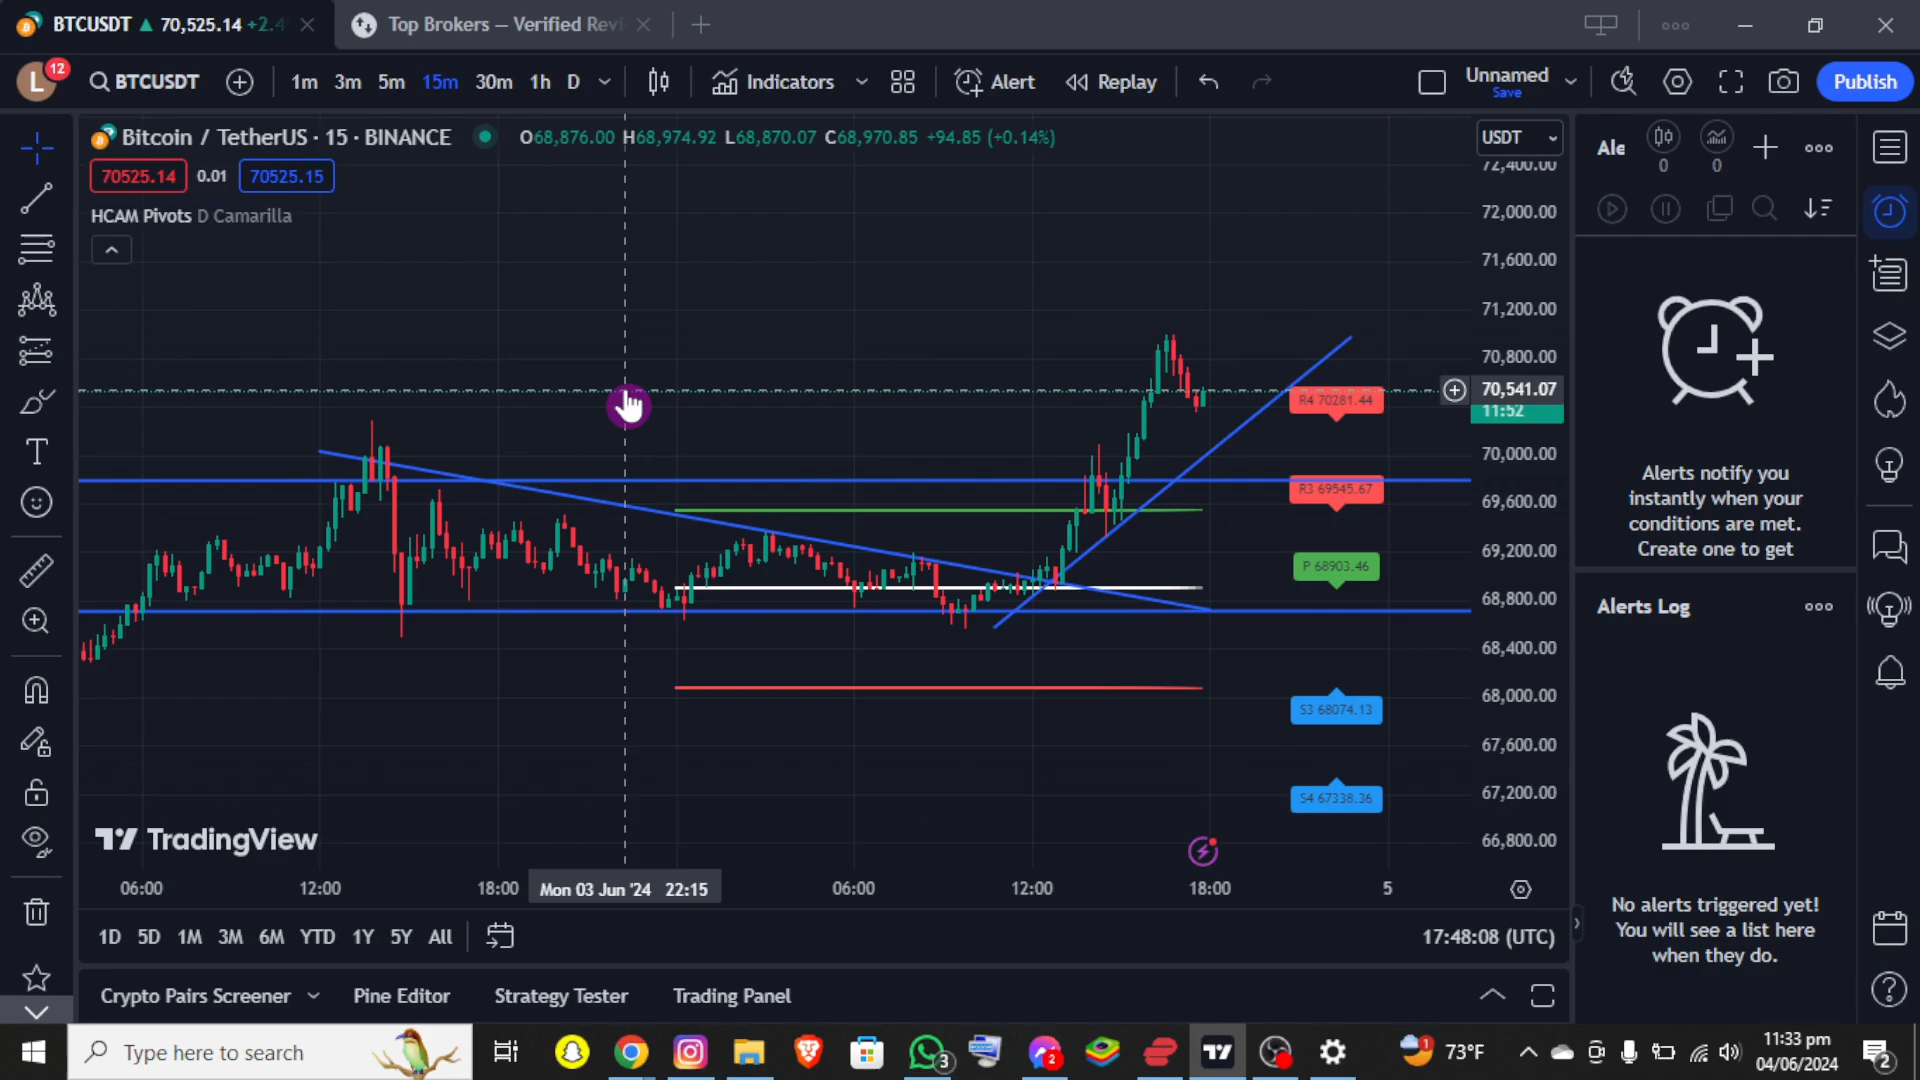 BTCUSDT ▲ 70,525.14 +2.4
Top Brokers — Verified Revi
L
12
BTCUSDT
1m 3m 5m 15m 30m 1h D
Indicators
Alert
Replay
Unnamed
Save
Publish
Bitcoin / TetherUS · 15 · BINANCE
O68,876.00 H68,974.92 L68,870.07 C68,970.85 +94.85 (+0.14%)
USDT
70525.14 0.01 70525.15
HCAM Pivots D Camarilla
72,400.00
72,000.00
71,600.00
71,200.00
70,800.00
70,541.07
11:52
70,000.00
69,600.00
69,200.00
68,800.00
68,400.00
68,000.00
67,600.00
67,200.00
66,800.00
R4 70281.44
R3 69545.67
P 68903.46
S3 68074.13
S4 67338.36
TradingView
06:00 12:00 18:00 Mon 03 Jun '24 22:15 06:00 12:00 18:00 5
1D 5D 1M 3M 6M YTD 1Y 5Y All
17:48:08 (UTC)
Crypto Pairs Screener Pine Editor Strategy Tester Trading Panel
Ale
0 0
Alerts notify you
instantly when your
conditions are met.
Create one to get
Alerts Log
No alerts triggered yet!
You will see a list here
when they do.
Type here to search
3
2
1
73°F
11:33 pm
04/06/2024
2